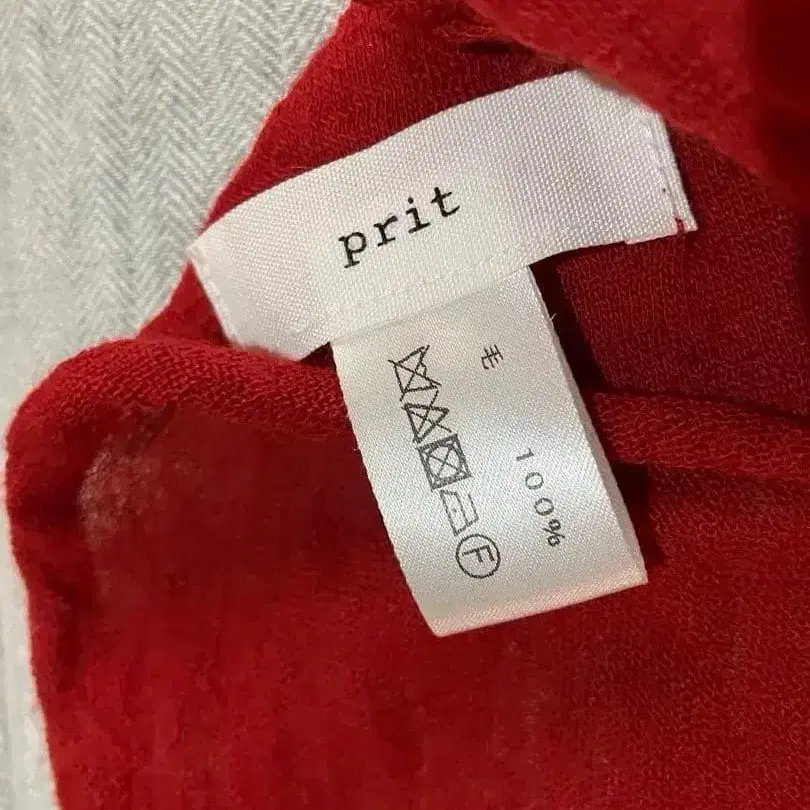 prit
毛 100%
F